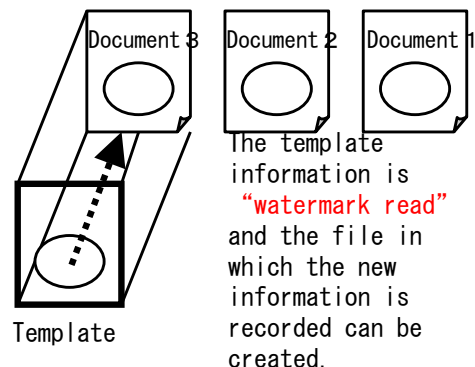 Document 3
Document 2
Document 1
The template
information is
“watermark read”
and the file in
which the new
information is
recorded can be
created.
Template